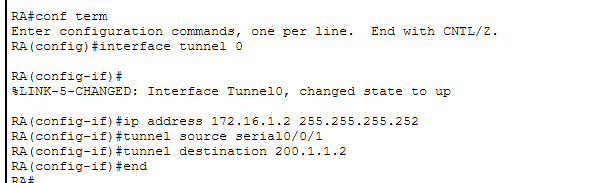 RA#conf term
Enter configuration commands, one per line.  End with CNTL/Z.
RA(config)#interface tunnel 0
RA(config-if)#
%LINK-5-CHANGED: Interface Tunnel0, changed state to up
RA(config-if)#ip address 172.16.1.2 255.255.255.252
RA(config-if)#tunnel source serial0/0/1
RA(config-if)#tunnel destination 200.1.1.2
RA(config-if)#end
RA#